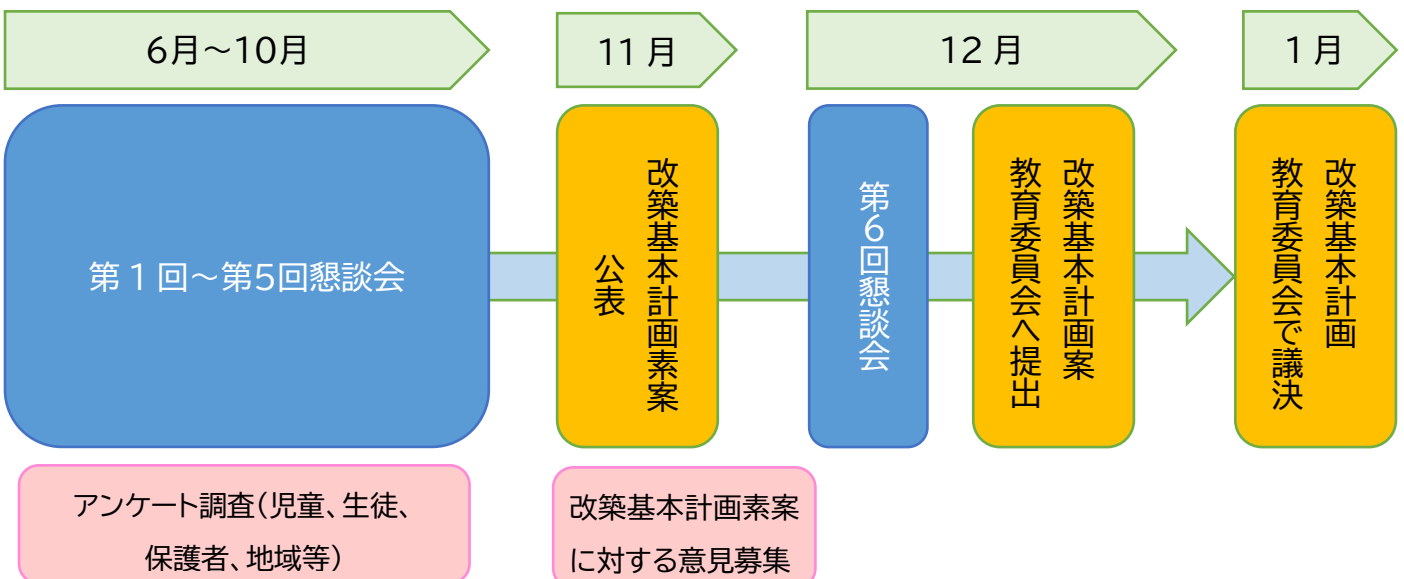 6月～10月
11月
12月
1月
第1回～第5回懇談会
改築基本計画素案
公表
第6回懇談会
改築基本計画案
教育委員会へ提出
改築基本計画
教育委員会で議決
アンケート調査(児童、生徒、
保護者、地域等)
改築基本計画素案
に対する意見募集